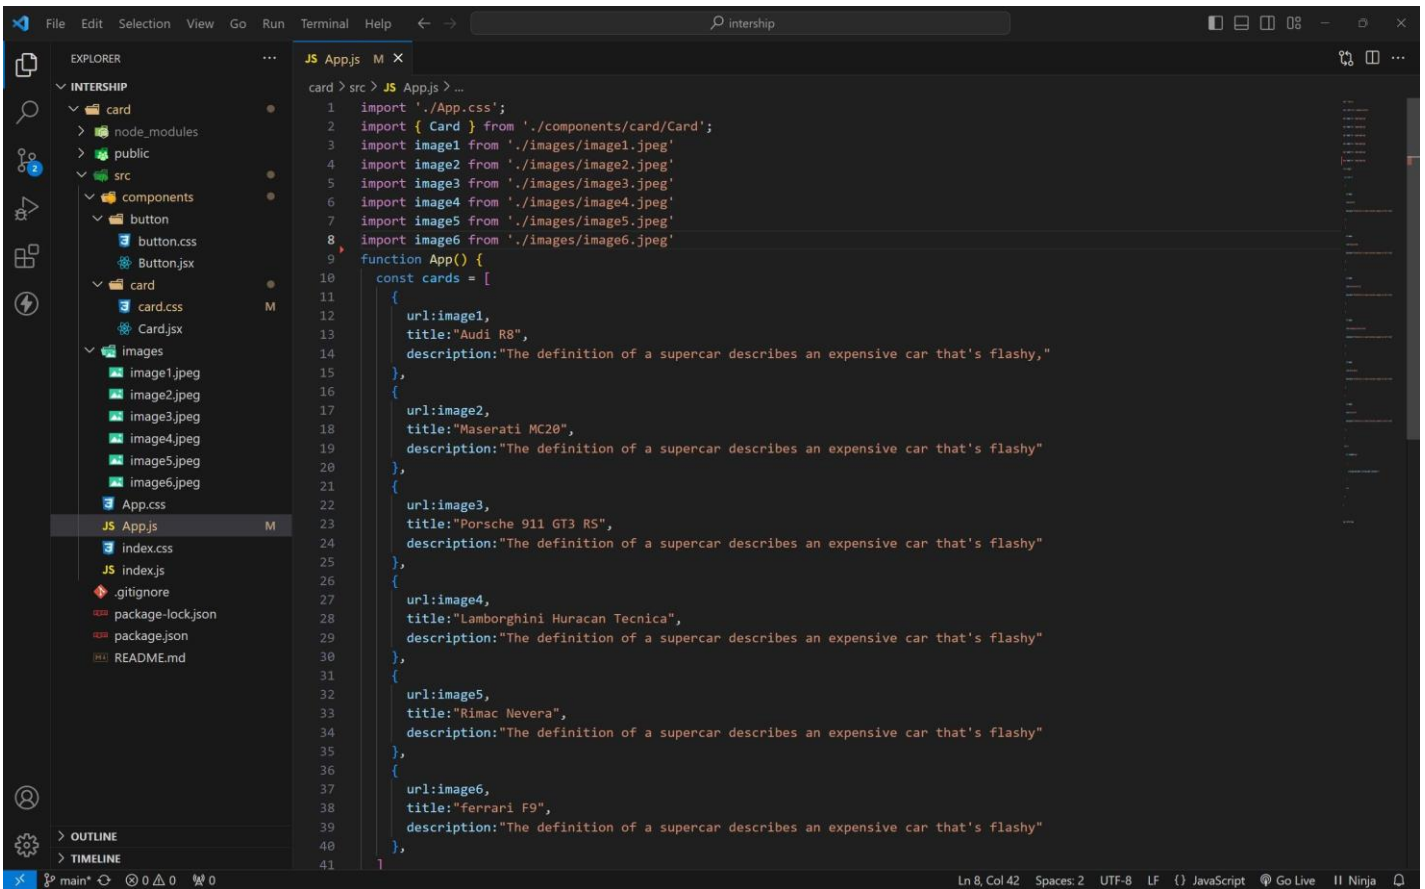 File Edit Selection View Go Run Terminal Help
intership
EXPLORER
INTERSHIP
card
node_modules
public
src
components
button
button.css
Button.jsx
card
card.css M
Card.jsx
images
image1.jpeg
image2.jpeg
image3.jpeg
image4.jpeg
image5.jpeg
image6.jpeg
App.css
JS App.js M
index.css
JS index.js
.gitignore
package-lock.json
package.json
README.md
OUTLINE
TIMELINE
2
JS App.js M
card > src > JS App.js > ...
1 import './App.css';
2 import { Card } from './components/card/Card';
3 import image1 from './images/image1.jpeg'
4 import image2 from './images/image2.jpeg'
5 import image3 from './images/image3.jpeg'
6 import image4 from './images/image4.jpeg'
7 import image5 from './images/image5.jpeg'
8 import image6 from './images/image6.jpeg'
9 function App() {
10 const cards = [
11 {
12 url:image1,
13 title:"Audi R8",
14 description:"The definition of a supercar describes an expensive car that's flashy,"
15 },
16 {
17 url:image2,
18 title:"Maserati MC20",
19 description:"The definition of a supercar describes an expensive car that's flashy"
20 },
21 {
22 url:image3,
23 title:"Porsche 911 GT3 RS",
24 description:"The definition of a supercar describes an expensive car that's flashy"
25 },
26 {
27 url:image4,
28 title:"Lamborghini Huracan Tecnica",
29 description:"The definition of a supercar describes an expensive car that's flashy"
30 },
31 {
32 url:image5,
33 title:"Rimac Nevera",
34 description:"The definition of a supercar describes an expensive car that's flashy"
35 },
36 {
37 url:image6,
38 title:"ferrari F9",
39 description:"The definition of a supercar describes an expensive car that's flashy"
40 },
41 ]
main* 0 0 0 Ln 8, Col 42 Spaces: 2 UTF-8 LF {} JavaScript Go Live Ninja